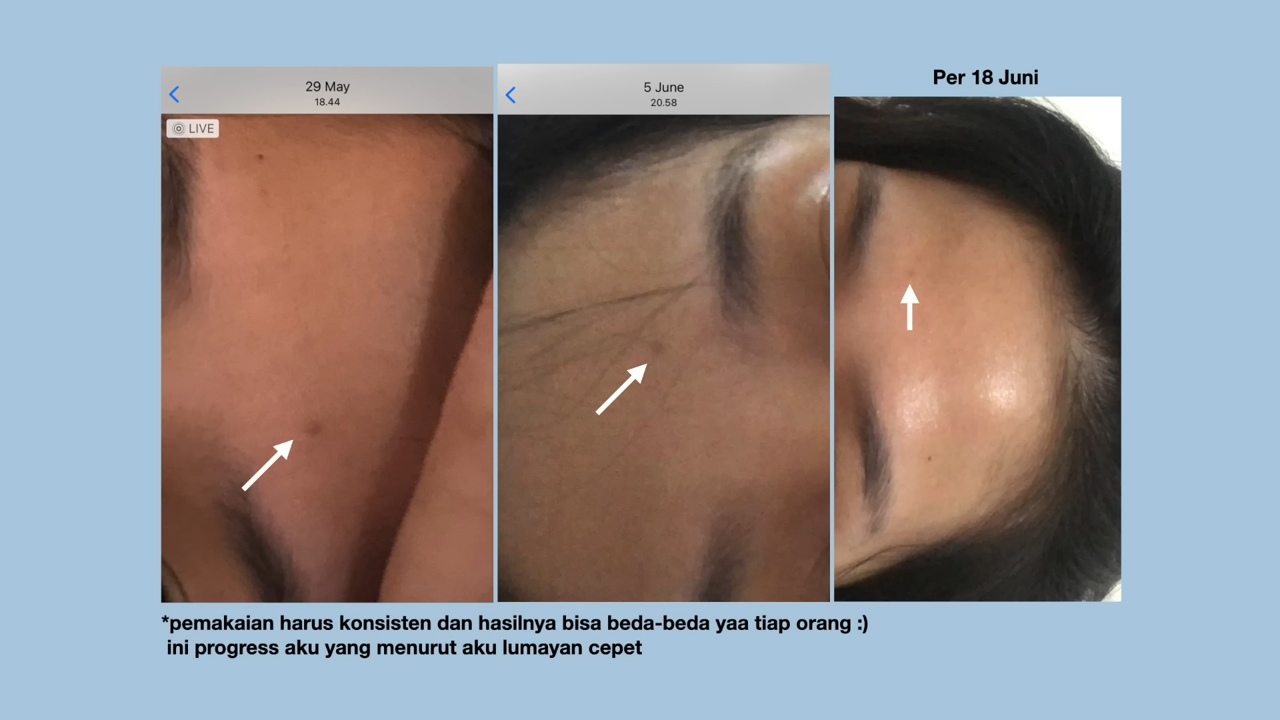 29 May
18.44
LIVE
5 June
20.58
Per 18 Juni
*pemakaian harus konsisten dan hasilnya bisa beda-beda yaa tiap orang :)
ini progress aku yang menurut aku lumayan cepet